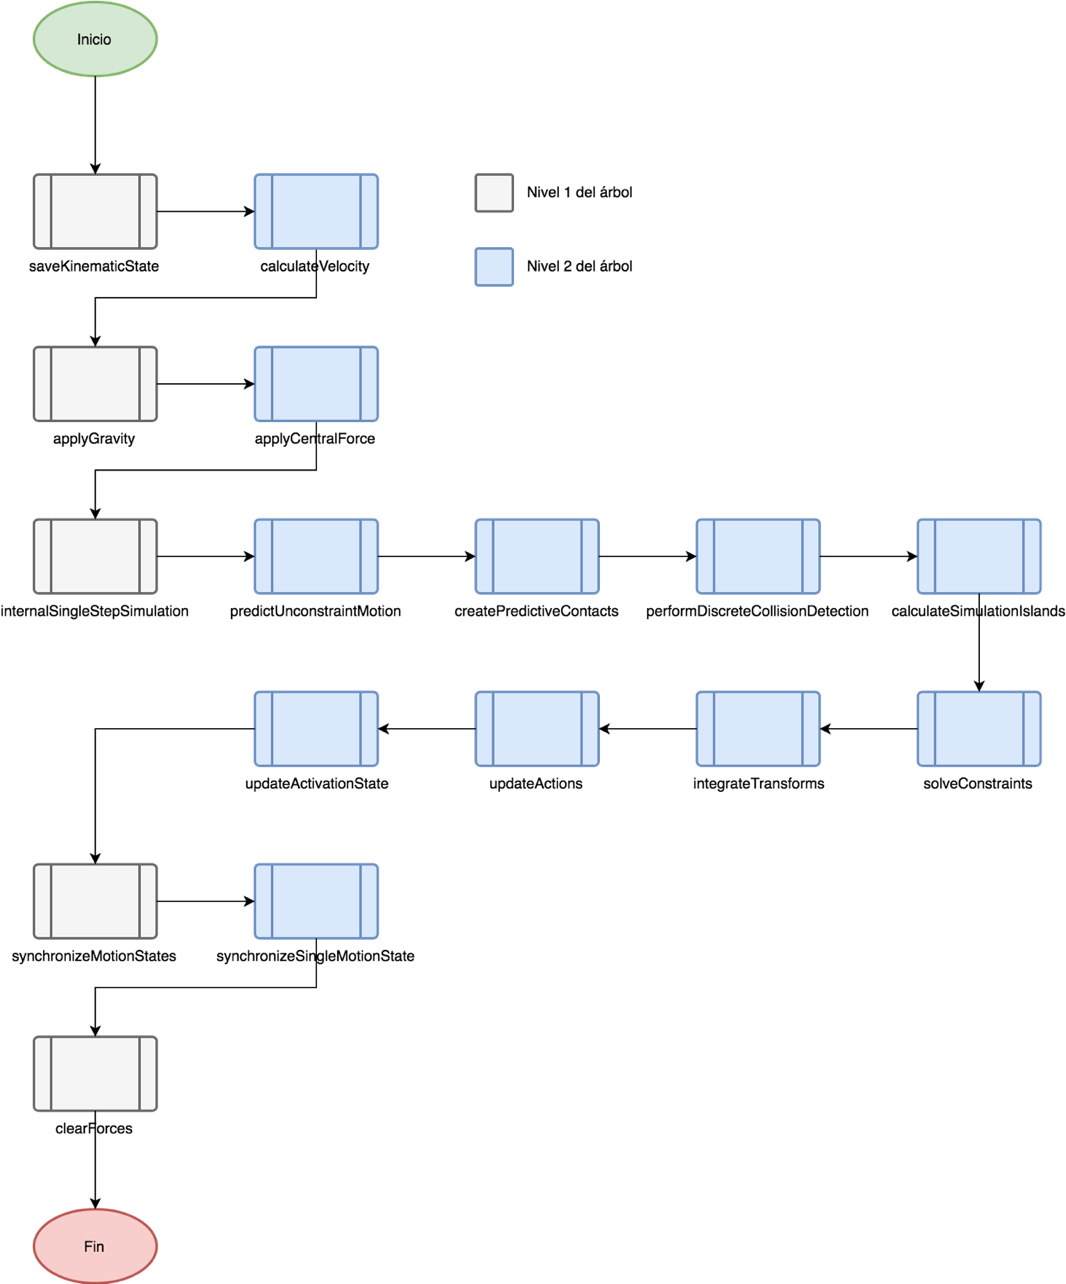 Inicio
Nivel 1 del árbol
saveKinematicState
calculateVelocity
Nivel 2 del árbol
applyGravity
applyCentralForce
internalSingleStepSimulation
predictUnconstraintMotion
createPredictiveContacts
performDiscreteCollisionDetection
calculateSimulationIslands
updateActivationState
updateActions
integrateTransforms
solveConstraints
synchronizeMotionStates
synchronizeSingleMotionState
clearForces
Fin